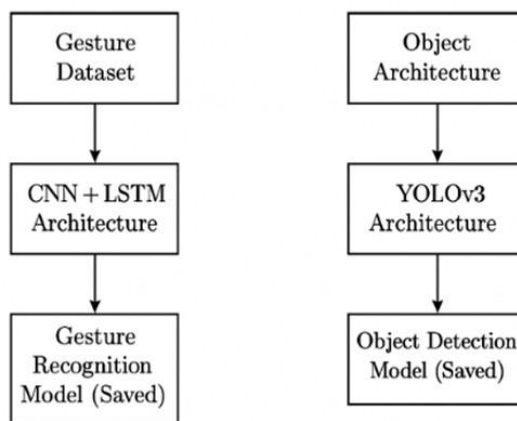 Gesture
Dataset
CNN + LSTM
Architecture
Gesture
Recognition
Model (Saved)
Object
Architecture
YOLOv3
Architecture
Object Detection
Model (Saved)